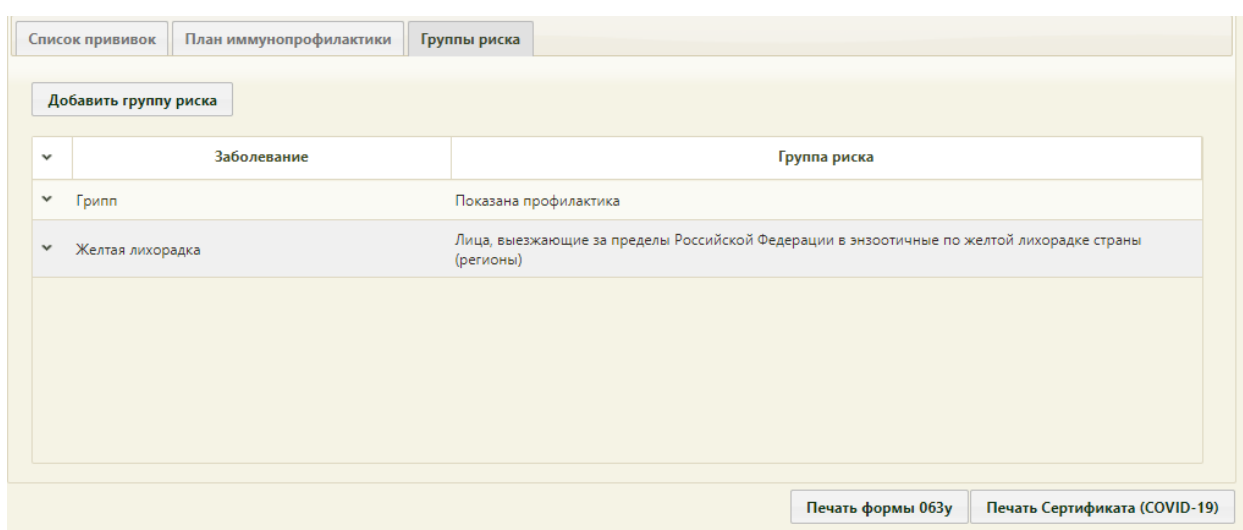 Список прививок План иммунопрофилактики Группы риска
Добавить группу риска
Заболевание Группа риска
Грипп Показана профилактика
Желтая лихорадка Лица, выезжающие за пределы Российской Федерации в энзоотичные по желтой лихорадке страны
(регионы)
Печать формы 063у Печать Сертификата (COVID-19)